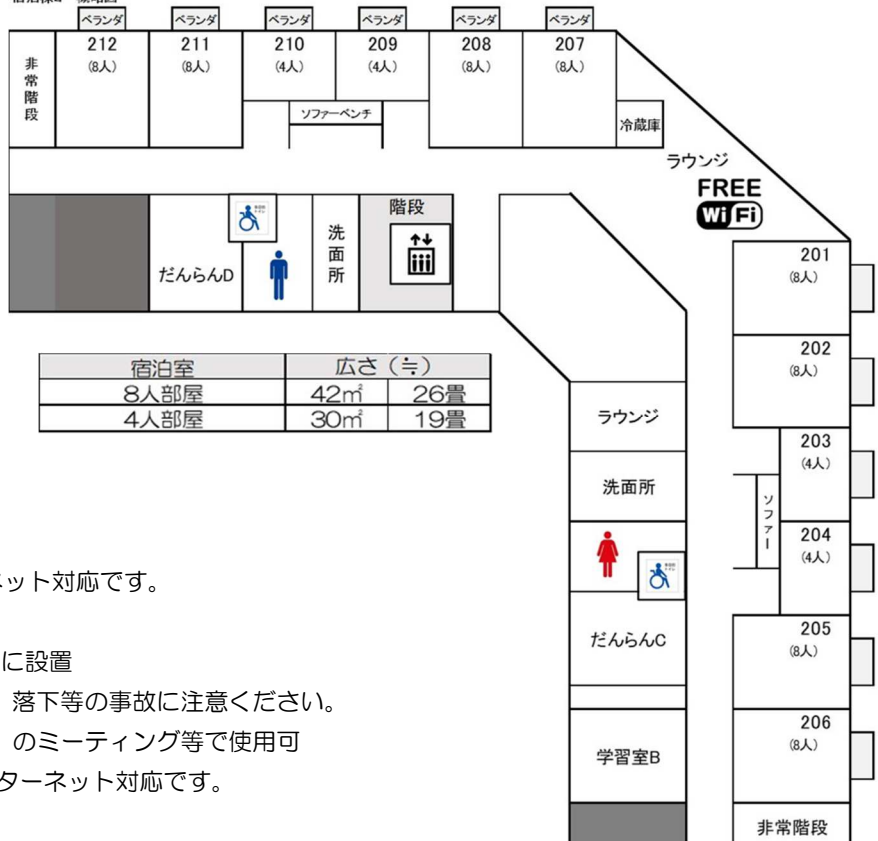 ベランダ ベランダ ベランダ ベランダ ベランダ ベランダ
非常階段
212
(8人)
211
(8人)
210
(4人)
209
(4人)
208
(8人)
207
(8人)
ソファーベンチ
冷蔵庫
ラウンジ
FREE
Wi Fi
階段
洗面所
だんらんD
201
(8人)
202
(8人)
宿泊室 広さ(≒)
8人部屋 42㎡ 26畳
4人部屋 30㎡ 19畳
ラウンジ
203
(4人)
洗面所
ソファー
204
(4人)
ネット対応です。
だんらんC
205
(8人)
に設置
落下等の事故に注意ください。
のミーティング等で使用可
ターネット対応です。
学習室B
206
(8人)
非常階段